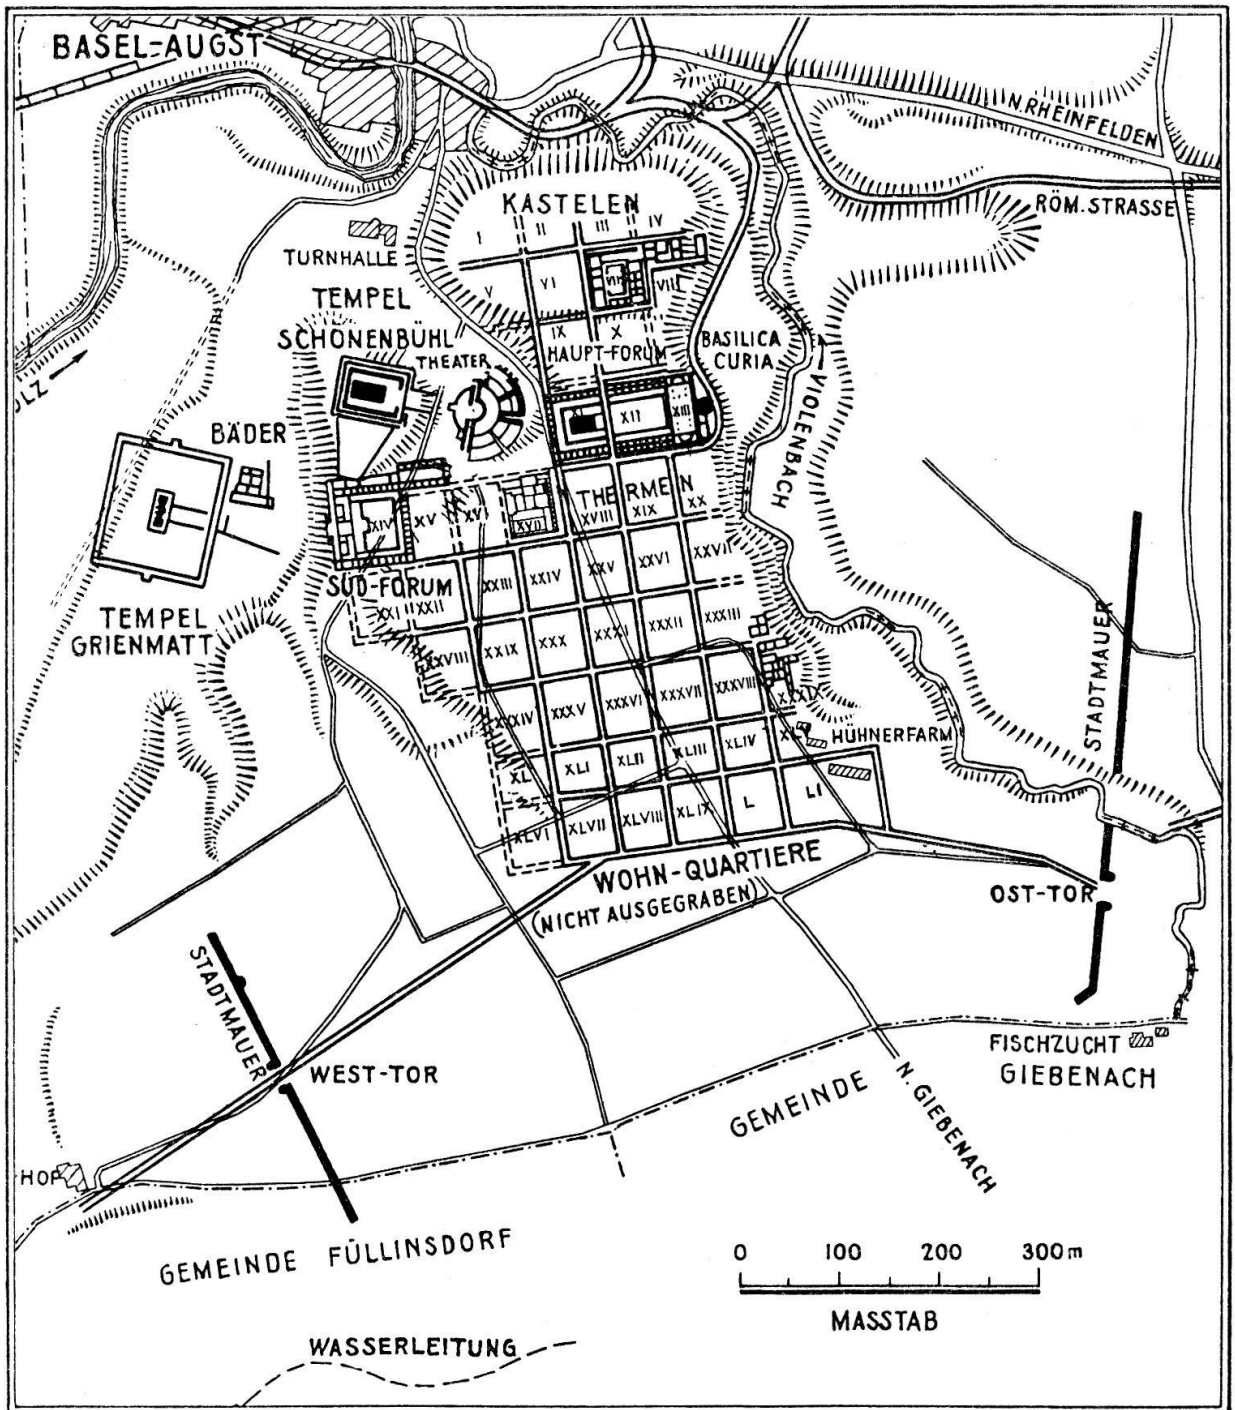 BASEL-AUGST
N. RHEINFELDEN
RÖM. STRASSE
KASTELEN
I
II
III
IV
TURNHALLE
V
VI
VII
VIII
TEMPEL
SCHÖNENBÜHL
THEATER
IX
X
HAUPT-FORUM
BASILICA
CURIA
VIOLENBACH
XI
XII
XIII
BÄDER
THERMEN
XIV
XV
XVI
XVII
XVIII
XIX
XX
SÜD-FORUM
TEMPEL
GRIENMATT
XXI
XXII
XXIII
XXIV
XXV
XXVI
XXVII
XXVIII
XXIX
XXX
XXXI
XXXII
XXXIII
XXXIV
XXXV
XXXVI
XXXVII
XXXVIII
XXXIX
STADTMAUER
HÜHNERFARM
XL
XLI
XLII
XLIII
XLIV
XLV
XLVI
XLVII
XLVIII
XLIX
L
LI
WOHN-QUARTIERE
(NICHT AUSGEGRABEN)
OST-TOR
STADTMAUER
WEST-TOR
FISCHZUCHT
GIEBENACH
GEMEINDE
N. GIEBENACH
HOF
GEMEINDE FÜLLINSDORF
0 100 200 300 m
MASSTAB
WASSERLEITUNG